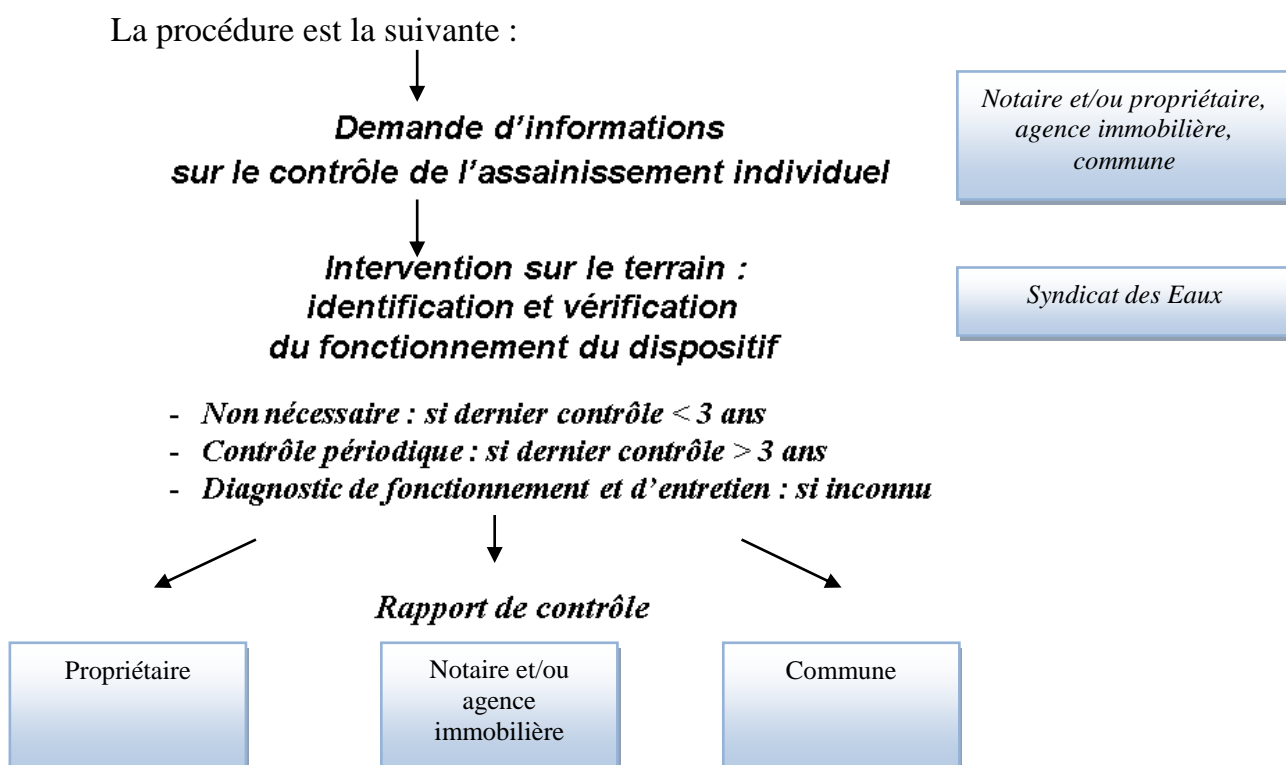 La procédure est la suivante :
Demande d'informations
sur le contrôle de l'assainissement individuel
Notaire et/ou propriétaire,
agence immobilière,
commune
Intervention sur le terrain :
identification et vérification
du fonctionnement du dispositif
Syndicat des Eaux
- Non nécessaire : si dernier contrôle < 3 ans
- Contrôle périodique : si dernier contrôle > 3 ans
- Diagnostic de fonctionnement et d'entretien : si inconnu
Rapport de contrôle
Propriétaire
Notaire et/ou
agence
immobilière
Commune